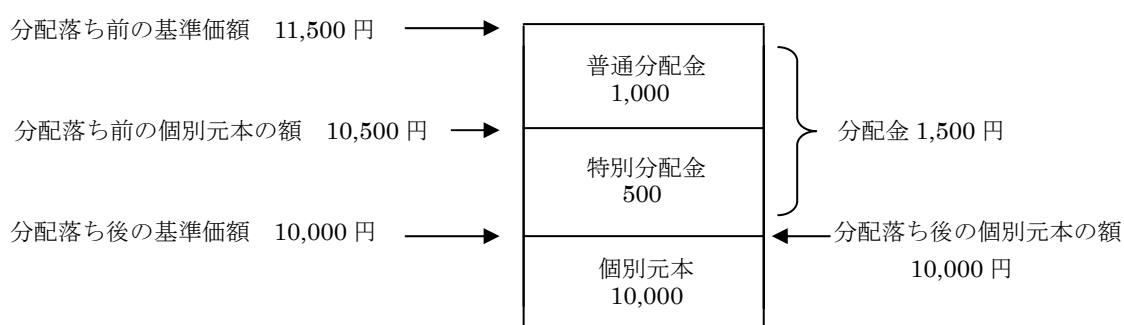 分配落ち前の基準価額 11,500 円
普通分配金
1,000
分配落ち前の個別元本の額 10,500 円
分配金 1,500 円
特別分配金
500
分配落ち後の基準価額 10,000 円
分配落ち後の個別元本の額
10,000 円
個別元本
10,000